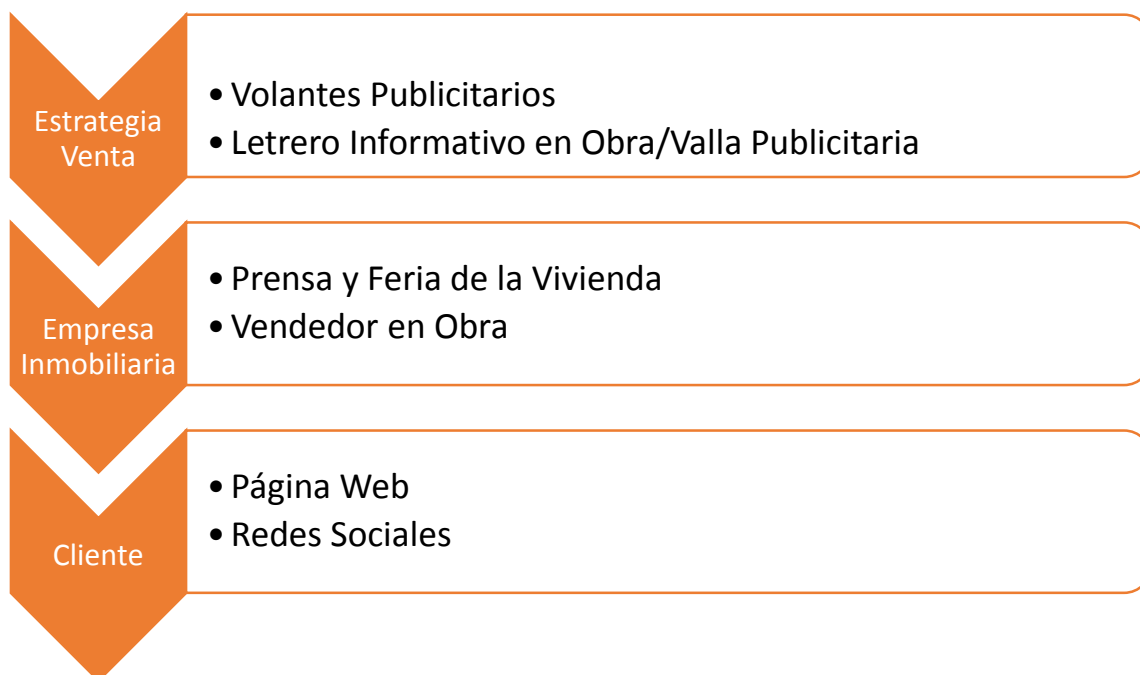 Estrategia
Venta
• Volantes Publicitarios
• Letrero Informativo en Obra/Valla Publicitaria
Empresa
Inmobiliaria
• Prensa y Feria de la Vivienda
• Vendedor en Obra
Cliente
• Página Web
• Redes Sociales